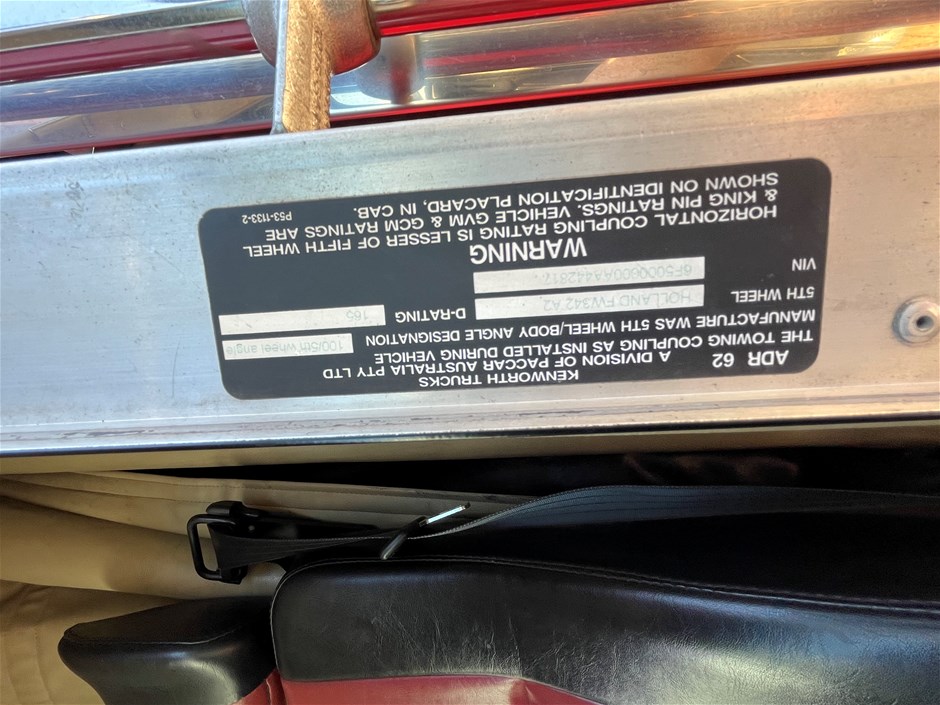 KENWORTH TRUCKS
A DIVISION OF PACCAR AUSTRALIA PTY LTD
ADR 62
THE TOWING COUPLING AS INSTALLED DURING VEHICLE
MANUFACTURE WAS 5TH WHEEL/BODY ANGLE DESIGNATION 100/5th wheel angle
5TH WHEEL HOLLAND FW342 A2, D-RATING 165
VIN 6F5000000AA442817
WARNING
HORIZONTAL COUPLING RATING IS LESSER OF FIFTH WHEEL
& KING PIN RATINGS. VEHICLE GVM & GCM RATINGS ARE
SHOWN ON IDENTIFICATION PLACARD, IN CAB.
P53-1133-2